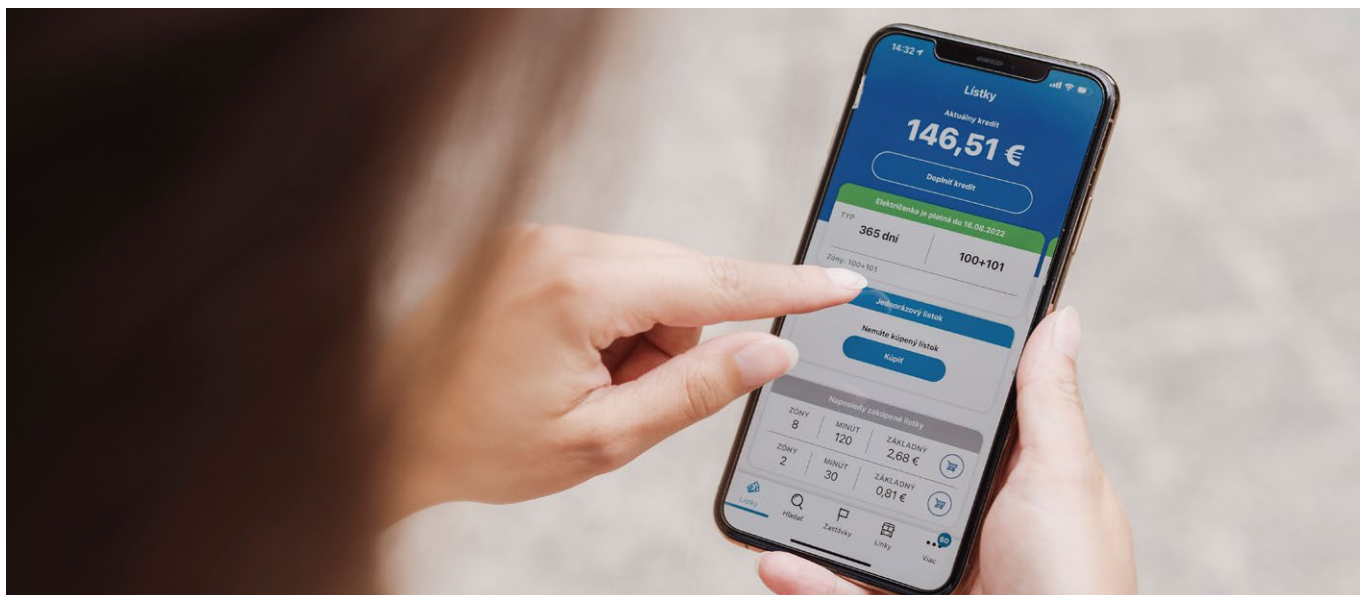 14:32
Lístky
Aktuálny kredit
146,51 €
Doplniť kredit
Električenka je platná do 16.08.2022
TYP
365 dní
100+101
Zóny: 100+101
Jednorázový lístok
Nemáte kúpený lístok
Kúpiť
Naposledy zakúpené lístky
ZÓNY MINÚT ZÁKLADNÝ
8 120 2,68 €
ZÓNY MINÚT ZÁKLADNÝ
2 30 0,81 €
60
Lístky Hľadať Zastávky Linky Viac